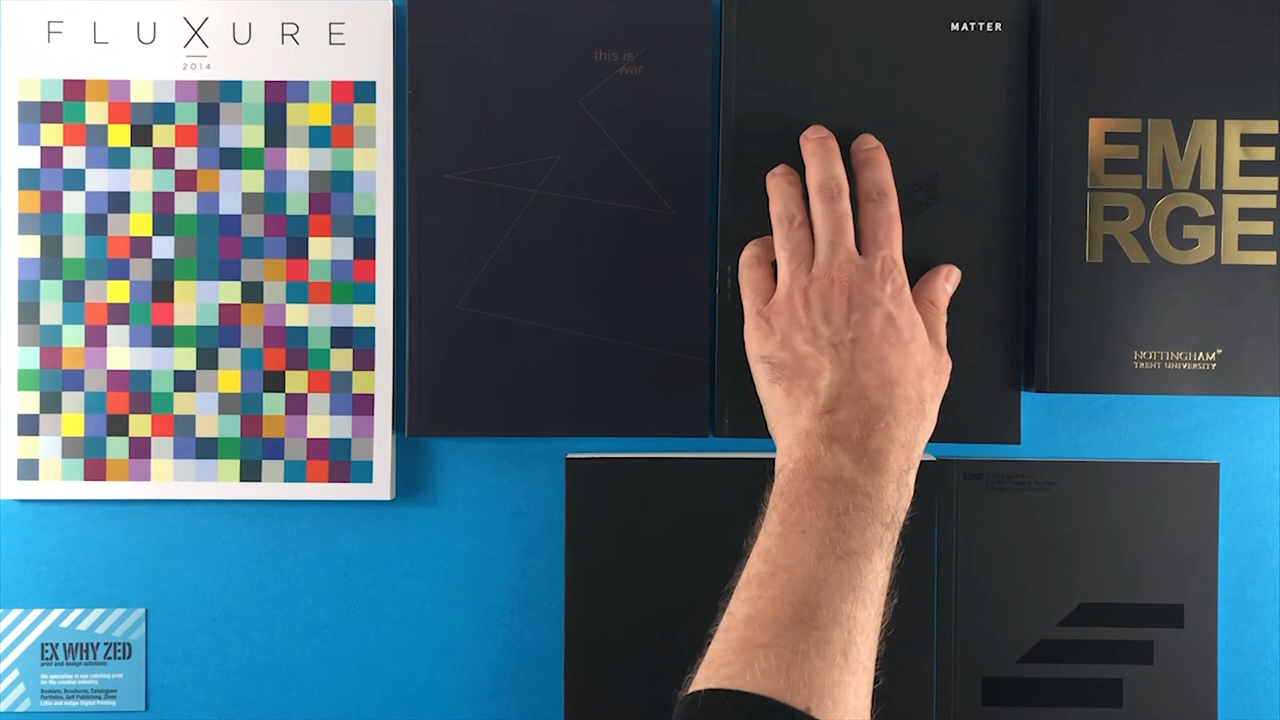 FLUXURE
2014
this is
war
MATTER
EME
RGE
NOTTINGHAM
TRENT UNIVERSITY
EDGE
EX WHY ZED
print and design solutions
We specialise in eye catching print
for the creative industry.
Booklets, Brochures, Catalogues
Portfolios, Self Publishing, Zines
Litho and Indigo Digital Printing.